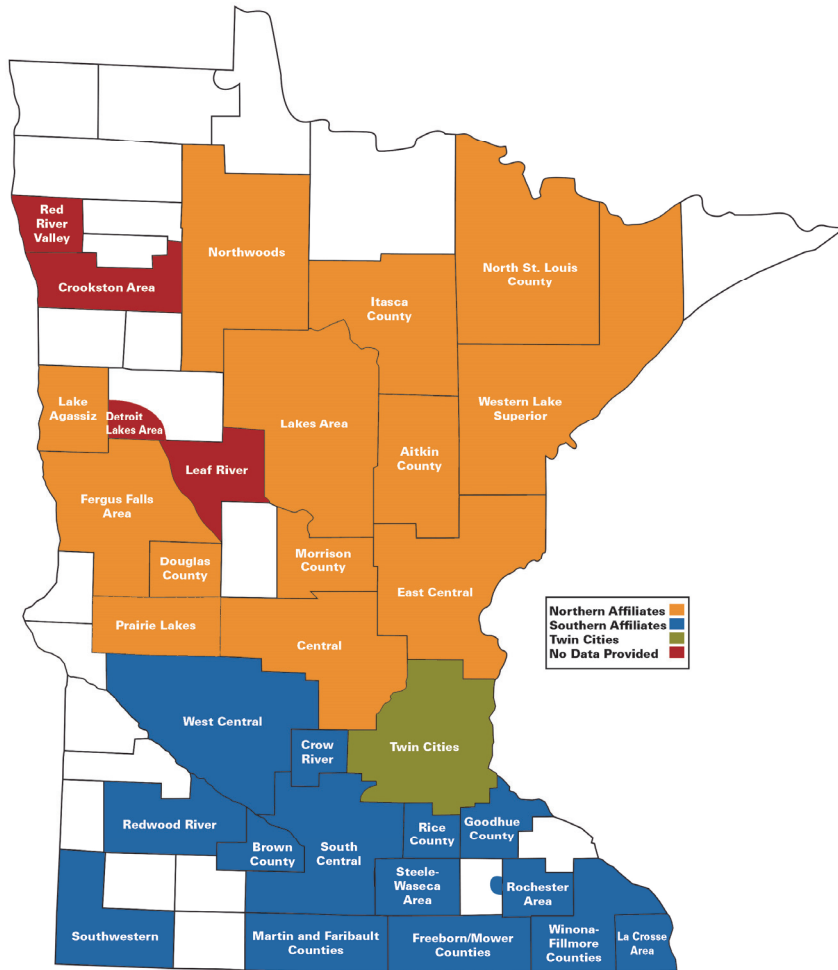 Red
River
Valley
Northwoods
North St. Louis
County
Crookston Area
Itasca
County
Lake
Agassiz
Detroit
Lakes Area
Lakes Area
Western Lake
Superior
Aitkin
County
Leaf River
Fergus Falls
Area
Douglas
County
Morrison
County
East Central
Prairie Lakes
Central
Northern Affiliates
Southern Affiliates
Twin Cities
No Data Provided
West Central
Crow
River
Twin Cities
Redwood River
Brown
County
South
Central
Rice
County
Goodhue
County
Steele-
Waseca
Area
Rochester
Area
Southwestern
Martin and Faribault
Counties
Freeborn/Mower
Counties
Winona-
Fillmore
Counties
La Crosse
Area